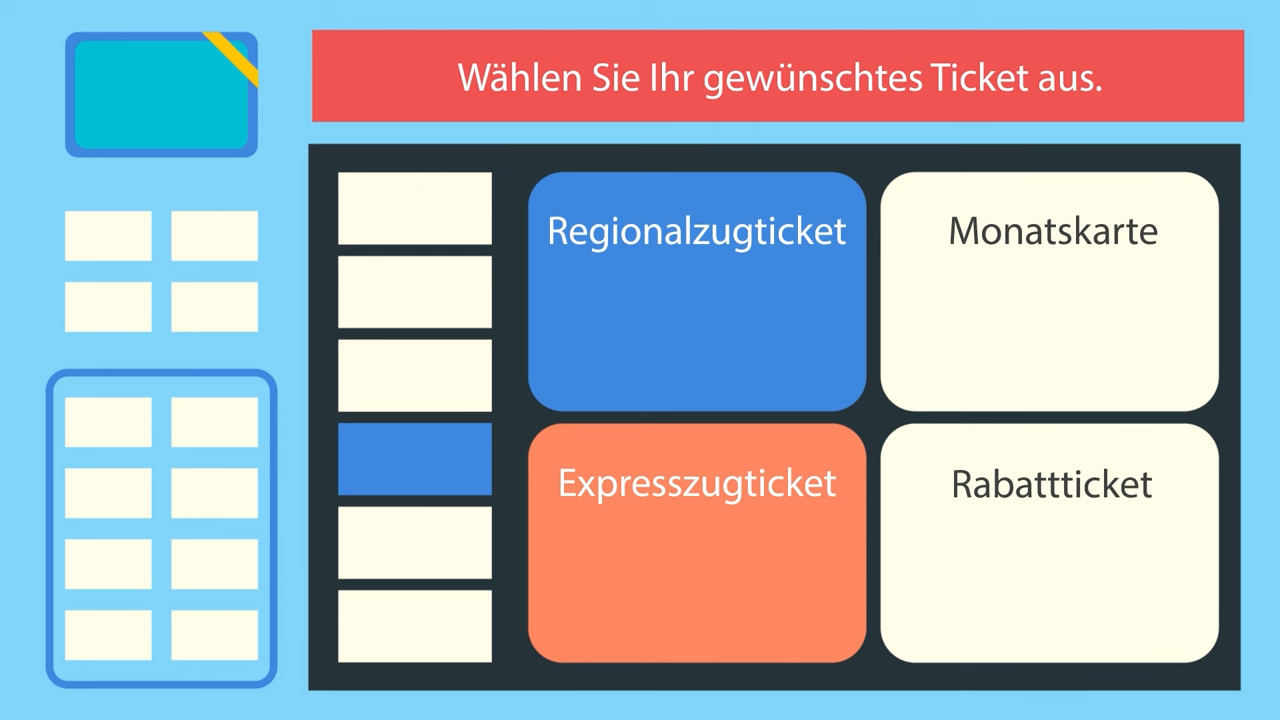 Wählen Sie Ihr gewünschtes Ticket aus.
Regionalzugticket
Monatskarte
Expresszugticket
Rabattticket